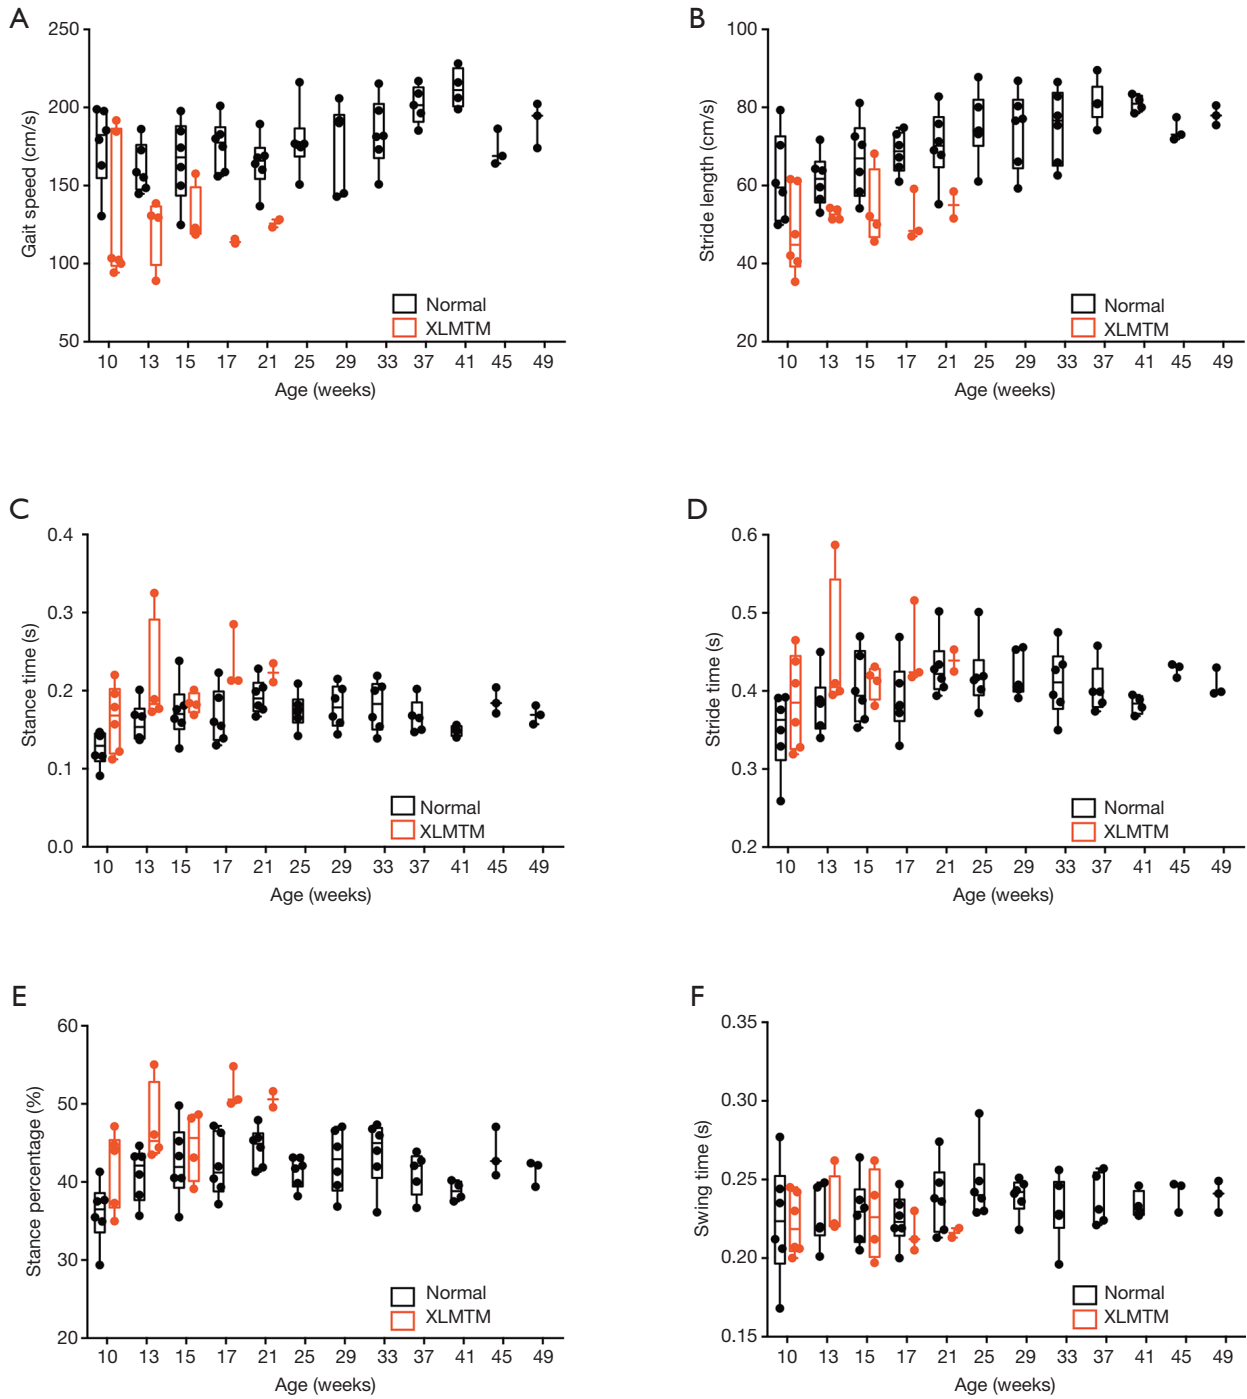 A
250
200
150
100
50
Gait speed (cm/s)
Normal
XLMTM
10 13 15 17 21 25 29 33 37 41 45 49
Age (weeks)
B
100
80
60
40
20
Stride length (cm/s)
Normal
XLMTM
10 13 15 17 21 25 29 33 37 41 45 49
Age (weeks)
C
0.4
0.3
0.2
0.1
0.0
Stance time (s)
Normal
XLMTM
10 13 15 17 21 25 29 33 37 41 45 49
Age (weeks)
D
0.6
0.5
0.4
0.3
0.2
Stride time (s)
Normal
XLMTM
10 13 15 17 21 25 29 33 37 41 45 49
Age (weeks)
E
60
50
40
30
20
Stance percentage (%)
Normal
XLMTM
10 13 15 17 21 25 29 33 37 41 45 49
Age (weeks)
F
0.35
0.30
0.25
0.20
0.15
Swing time (s)
Normal
XLMTM
10 13 15 17 21 25 29 33 37 41 45 49
Age (weeks)